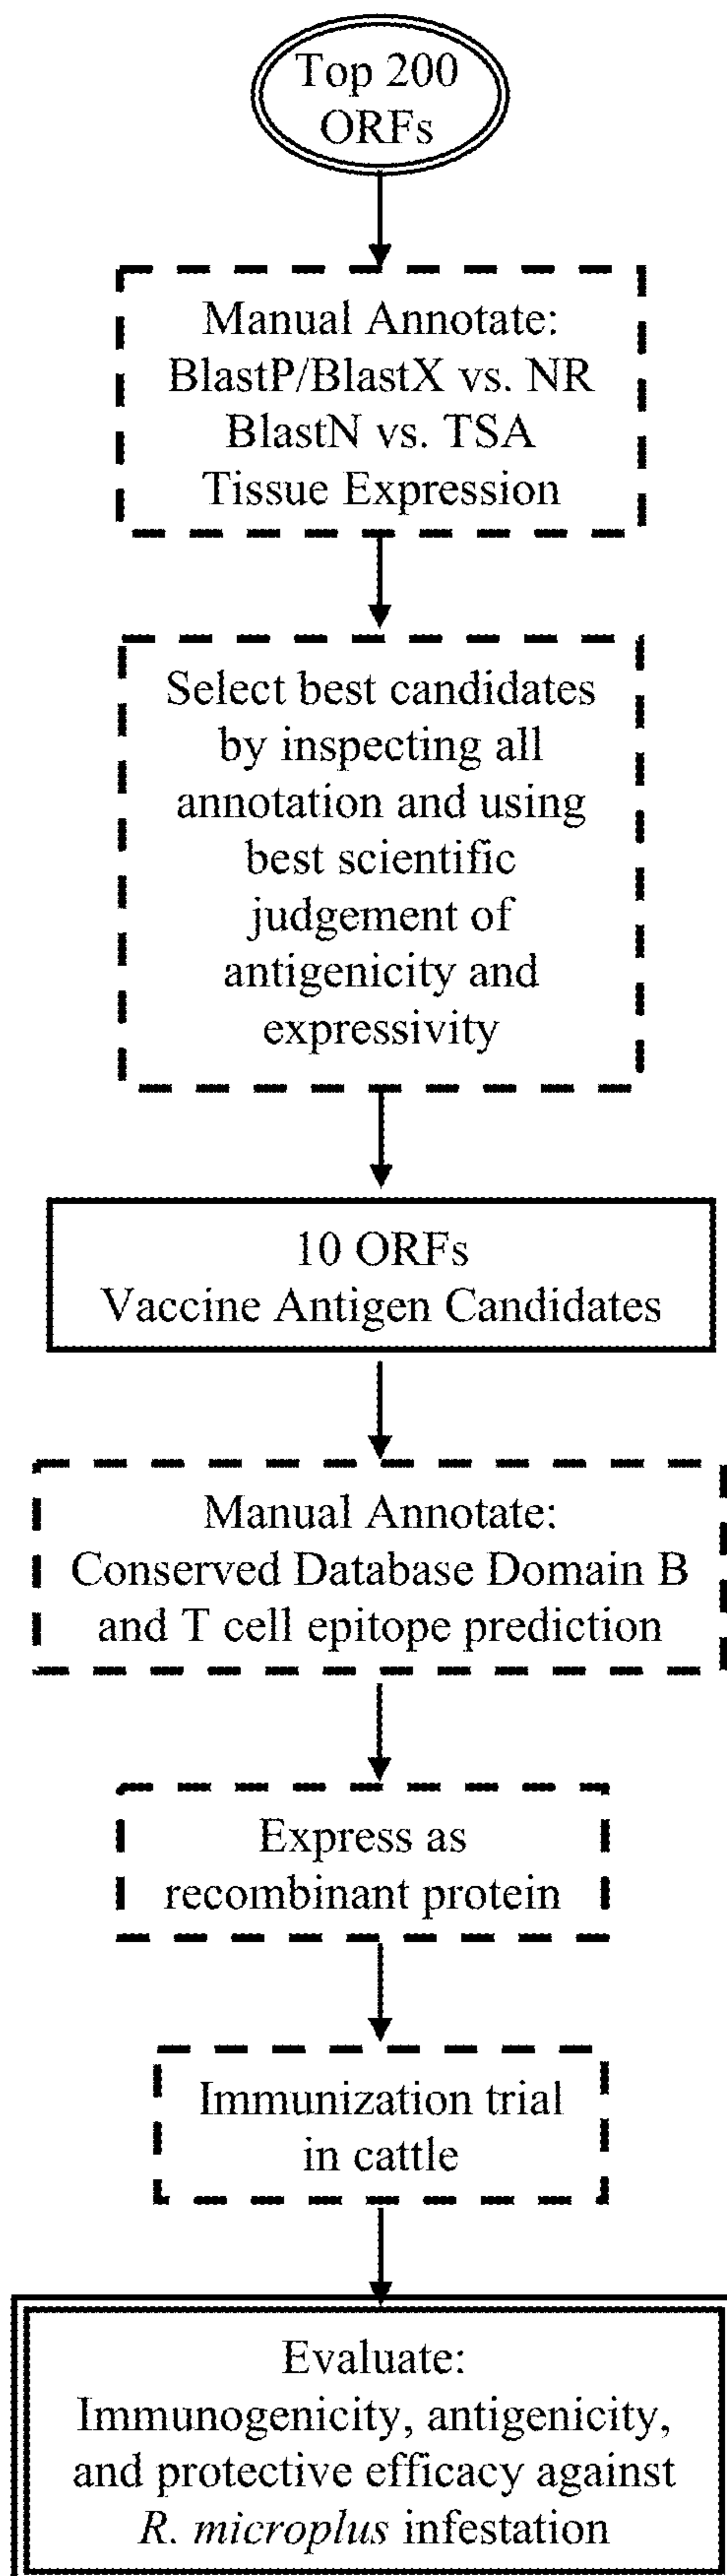 Top 200
ORFs
Manual Annotate:
BlastP/BlastX vs. NR
BlastN vs. TSA
Tissue Expression
Select best candidates
by inspecting all
annotation and using
best scientific
judgement of
antigenicity and
expressivity
10 ORFs
Vaccine Antigen Candidates
Manual Annotate:
Conserved Database Domain B
and T cell epitope prediction
Express as
recombinant protein
Immunization trial
in cattle
Evaluate:
Immunogenicity, antigenicity,
and protective efficacy against
R. microplus infestation